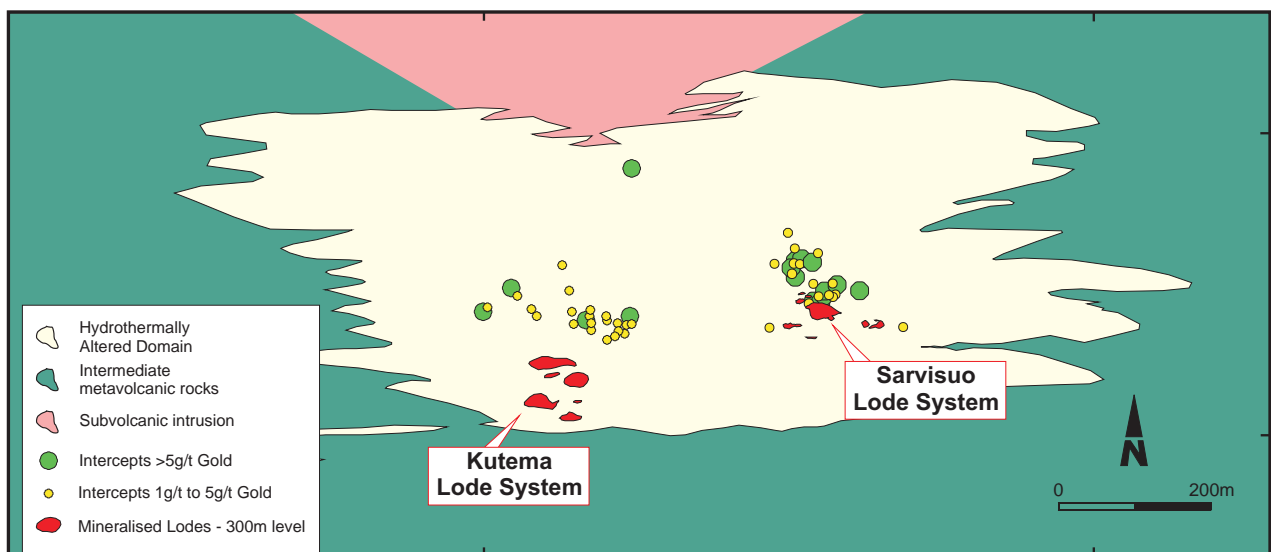 Hydrothermally
Altered Domain
Intermediate
metavolcanic rocks
Subvolcanic intrusion
Intercepts >5g/t Gold
Intercepts 1g/t to 5g/t Gold
Mineralised Lodes - 300m level
Kutema
Lode System
Sarvisuo
Lode System
N
0 200m